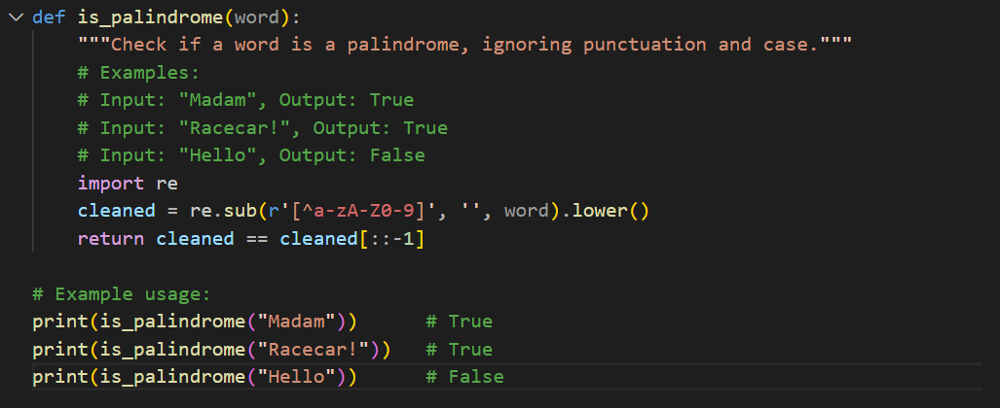 def is_palindrome(word):
    """Check if a word is a palindrome, ignoring punctuation and case."""
    # Examples:
    # Input: "Madam", Output: True
    # Input: "Racecar!", Output: True
    # Input: "Hello", Output: False
    import re
    cleaned = re.sub(r'[^a-zA-Z0-9]', '', word).lower()
    return cleaned == cleaned[::-1]

# Example usage:
print(is_palindrome("Madam"))      # True
print(is_palindrome("Racecar!"))   # True
print(is_palindrome("Hello"))      # False